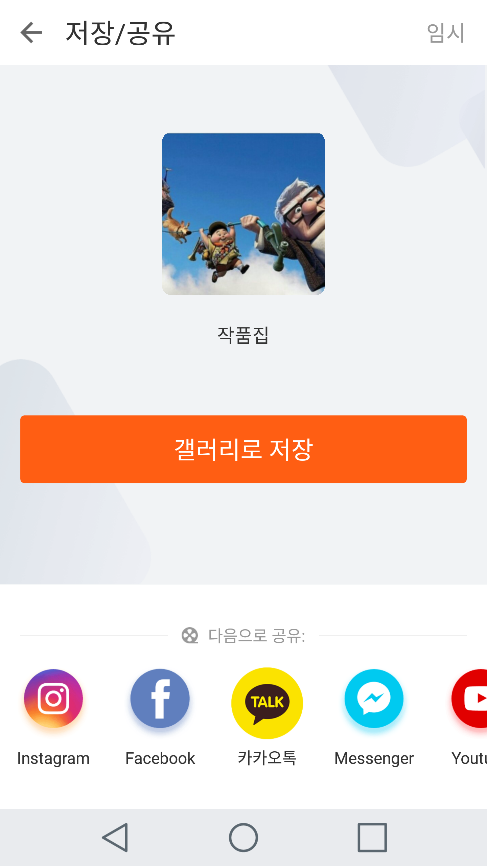 저장/공유
임시
작품집
갤러리로 저장
다음으로 공유:
TALK
Instagram
Facebook
카카오톡
Messenger
Youtu